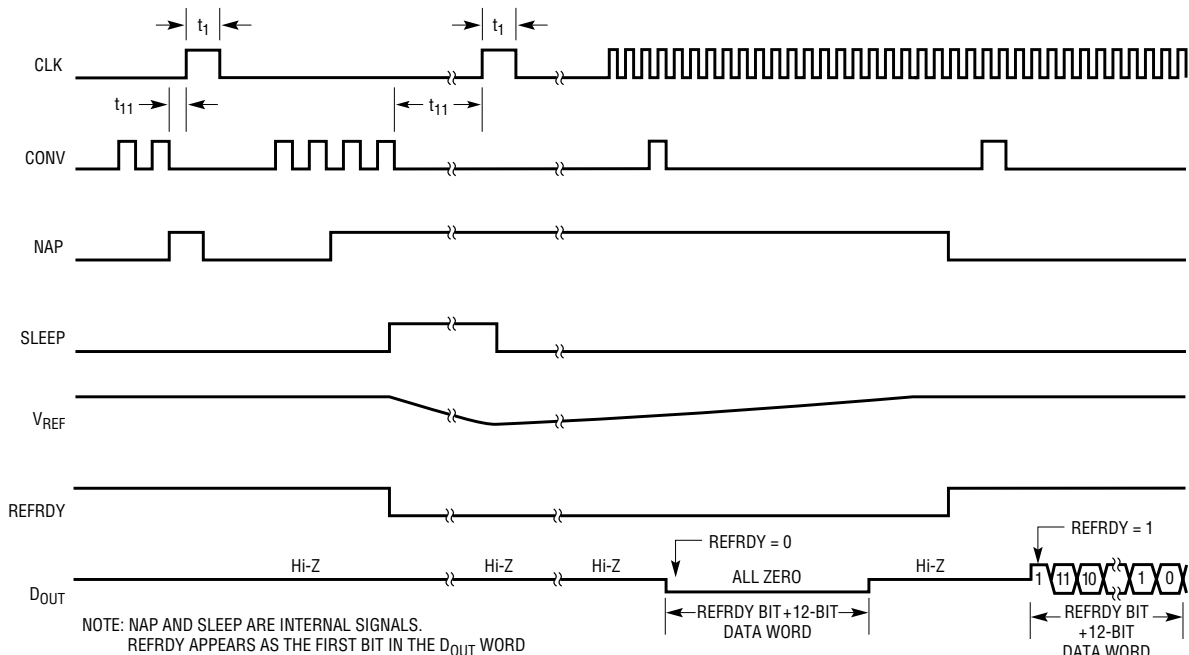 t1
t1
CLK
t11
t11
CONV
NAP
SLEEP
VREF
REFRDY
REFRDY = 0
REFRDY = 1
Hi-Z
Hi-Z
Hi-Z
ALL ZERO
Hi-Z
1
11
10
1
0
DOUT
REFRDY BIT +12-BIT
DATA WORD
REFRDY BIT
+12-BIT
DATA WORD
NOTE: NAP AND SLEEP ARE INTERNAL SIGNALS.
REFRDY APPEARS AS THE FIRST BIT IN THE DOUT WORD